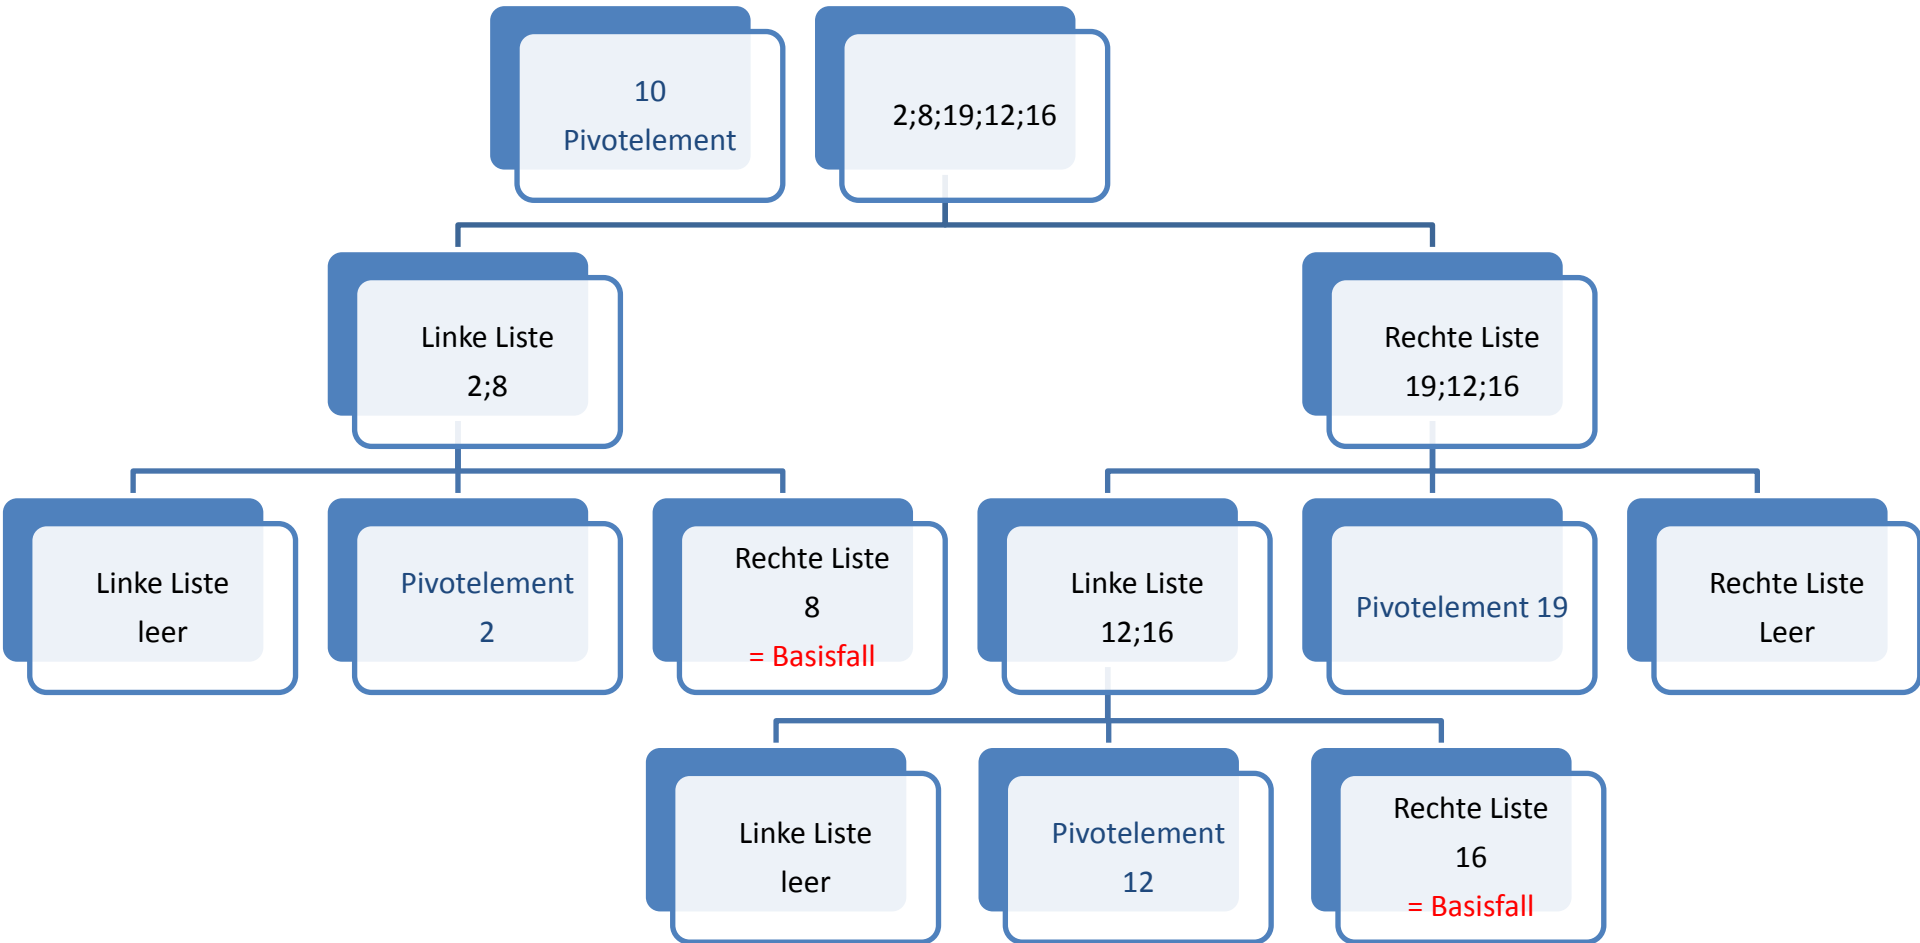 10
Pivotelement
2;8;19;12;16
Linke Liste
2;8
Rechte Liste
19;12;16
Linke Liste
leer
Pivotelement
2
Rechte Liste
8
= Basisfall
Linke Liste
12;16
Pivotelement 19
Rechte Liste
Leer
Linke Liste
leer
Pivotelement
12
Rechte Liste
16
= Basisfall